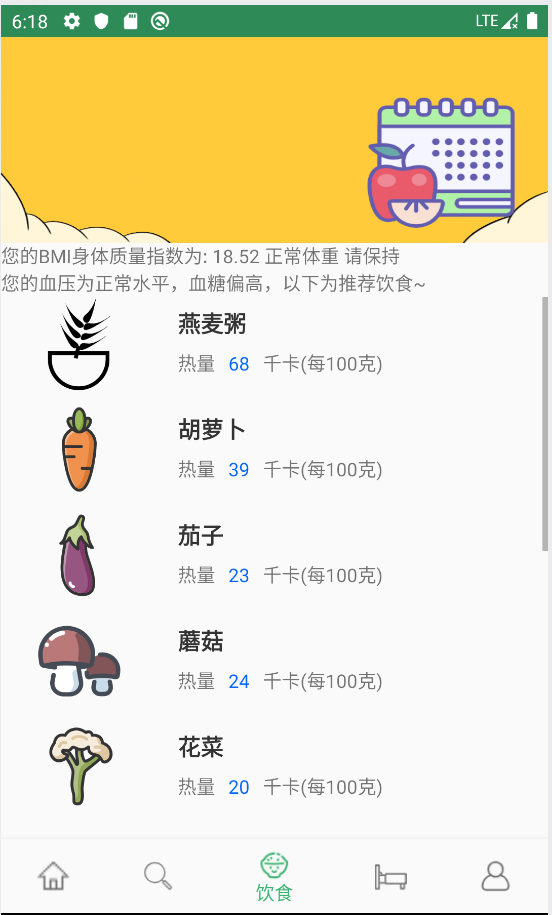 6:18 LTE
您的BMI身体质量指数为: 18.52 正常体重 请保持
您的血压为正常水平，血糖偏高，以下为推荐饮食~
燕麦粥
热量 68 千卡(每100克)
胡萝卜
热量 39 千卡(每100克)
茄子
热量 23 千卡(每100克)
蘑菇
热量 24 千卡(每100克)
花菜
热量 20 千卡(每100克)
饮食